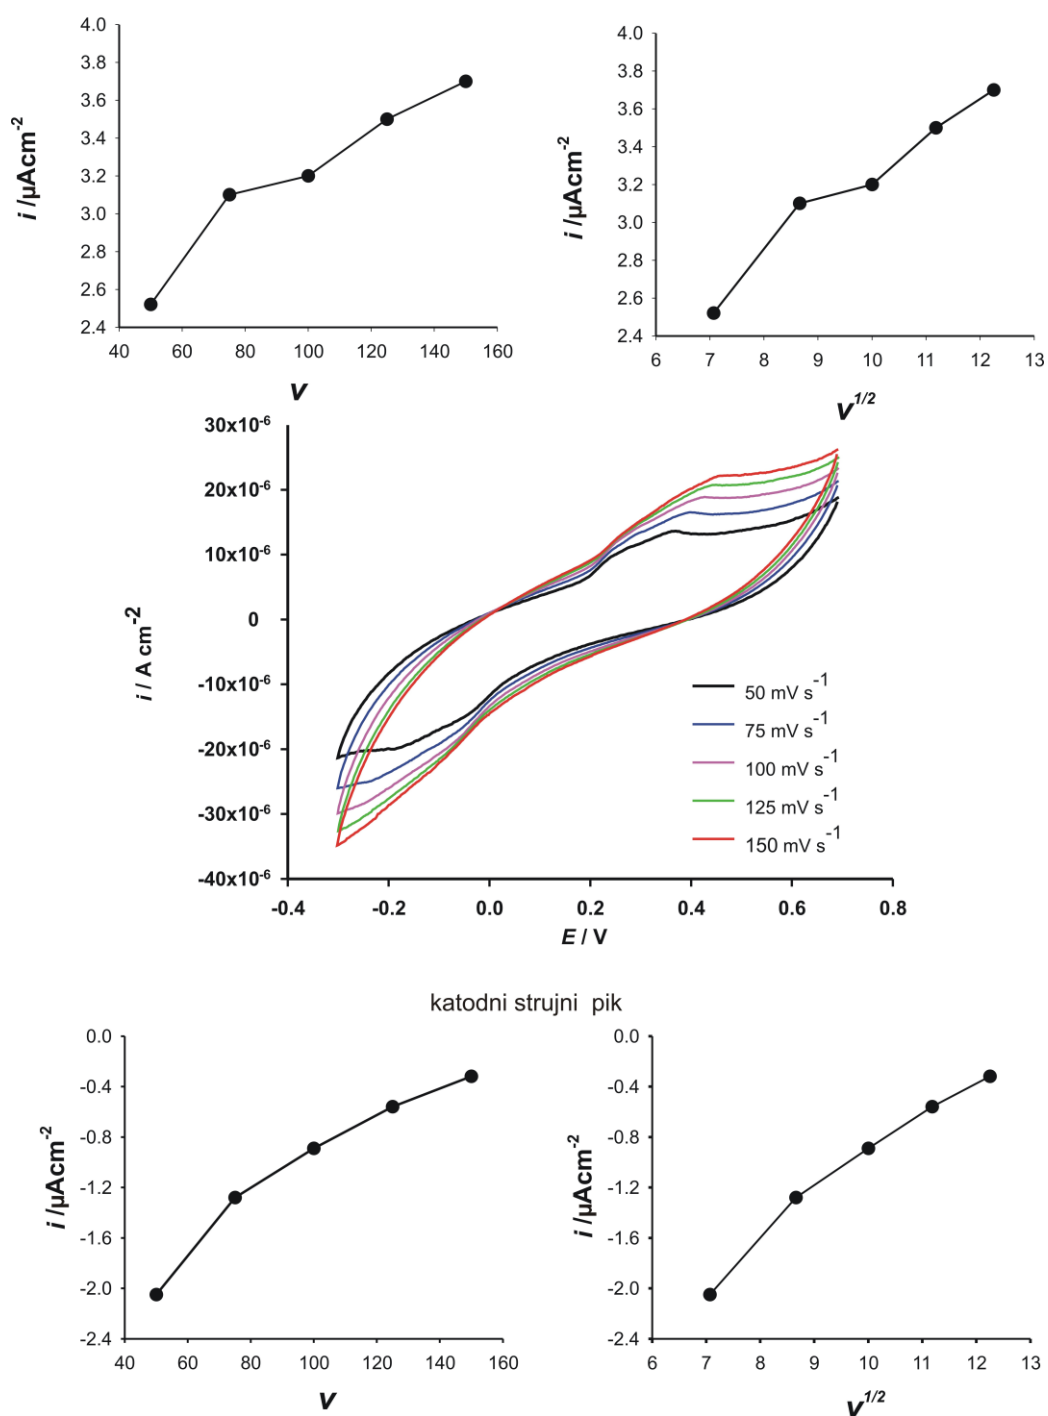 4.0
3.8
3.6
3.4
3.2
3.0
2.8
2.6
2.4
i /µAcm-2
40 60 80 100 120 140 160
v
4.0
3.8
3.6
3.4
3.2
3.0
2.8
2.6
2.4
i /µAcm-2
6 7 8 9 10 11 12 13
v1/2
30x10-6
20x10-6
10x10-6
0
-10x10-6
-20x10-6
-30x10-6
-40x10-6
i / A cm-2
-0.4 -0.2 0.0 0.2 0.4 0.6 0.8
E / V
50 mV s-1
75 mV s-1
100 mV s-1
125 mV s-1
150 mV s-1
katodni strujni pik
0.0
-0.4
-0.8
-1.2
-1.6
-2.0
-2.4
i /µAcm-2
40 60 80 100 120 140 160
v
0.0
-0.4
-0.8
-1.2
-1.6
-2.0
-2.4
i /µAcm-2
6 7 8 9 10 11 12 13
v1/2